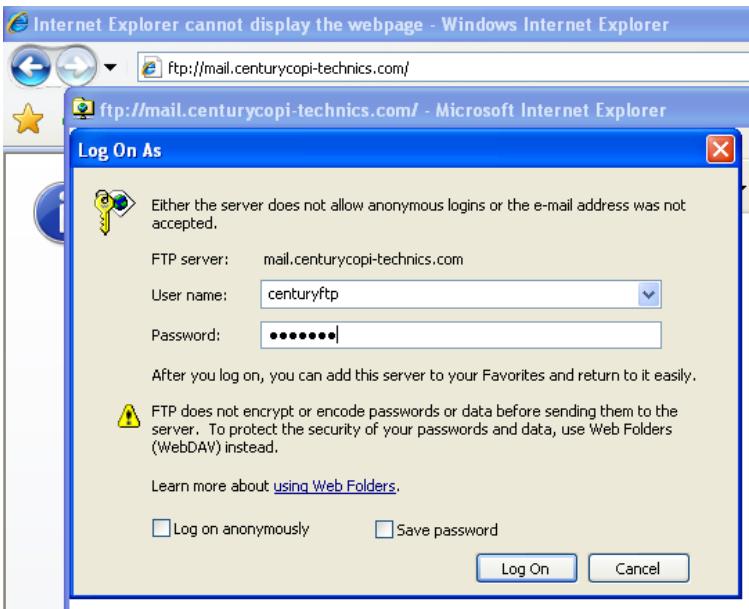 Internet Explorer cannot display the webpage - Windows Internet Explorer
ftp://mail.centurycopi-technics.com/
ftp://mail.centurycopi-technics.com/ - Microsoft Internet Explorer
Log On As
Either the server does not allow anonymous logins or the e-mail address was not
accepted.
FTP server: mail.centurycopi-technics.com
User name: centuryftp
Password: •••••••
After you log on, you can add this server to your Favorites and return to it easily.
FTP does not encrypt or encode passwords or data before sending them to the
server. To protect the security of your passwords and data, use Web Folders
(WebDAV) instead.
Learn more about using Web Folders.
Log on anonymously Save password
Log On Cancel